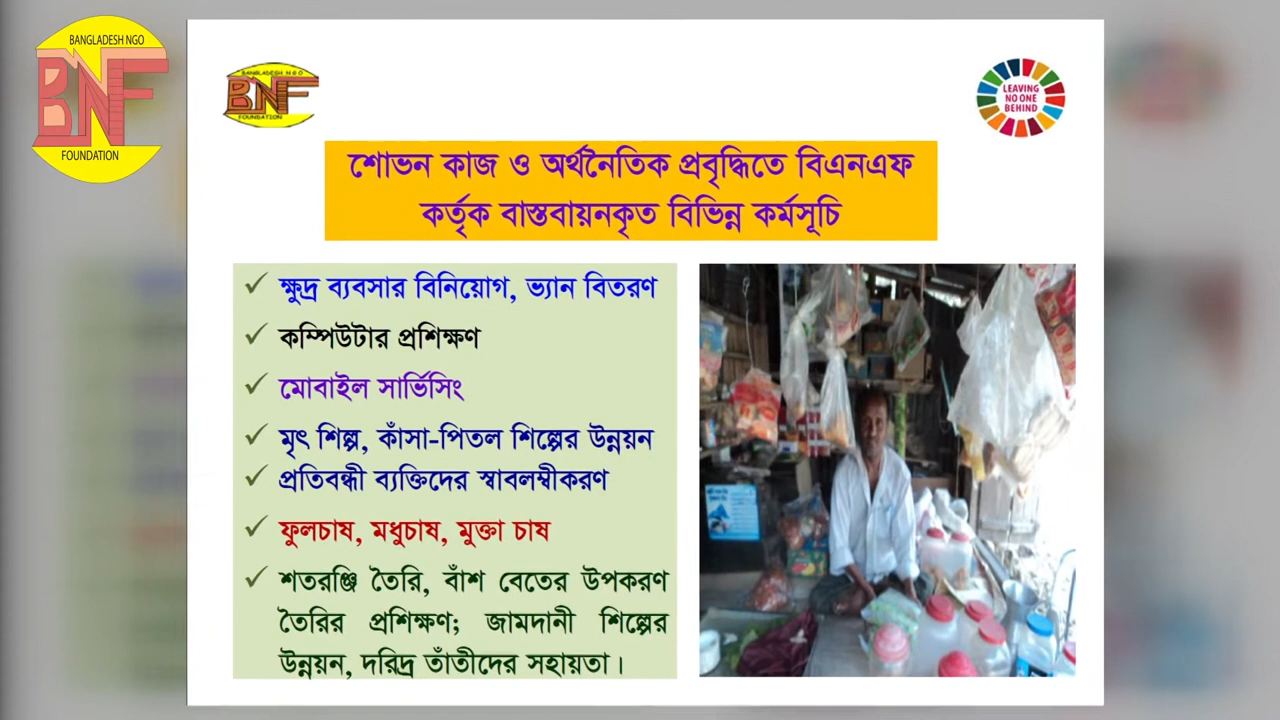 BANGLADESH NGO
BNF
FOUNDATION
BANGLADESH NGO
BNF
FOUNDATION
LEAVING
NO ONE
BEHIND
শোভন কাজ ও অর্থনৈতিক প্রবৃদ্ধিতে বিএনএফ
কর্তৃক বাস্তবায়নকৃত বিভিন্ন কর্মসূচি
✓ ক্ষুদ্র ব্যবসার বিনিয়োগ, ভ্যান বিতরণ
✓ কম্পিউটার প্রশিক্ষণ
✓ মোবাইল সার্ভিসিং
✓ মৃৎ শিল্প, কাঁসা-পিতল শিল্পের উন্নয়ন
✓ প্রতিবন্ধী ব্যক্তিদের স্বাবলম্বীকরণ
✓ ফুলচাষ, মধুচাষ, মুক্তা চাষ
✓ শতরঞ্জি তৈরি, বাঁশ বেতের উপকরণ
তৈরির প্রশিক্ষণ; জামদানী শিল্পের
উন্নয়ন, দরিদ্র তাঁতীদের সহায়তা।